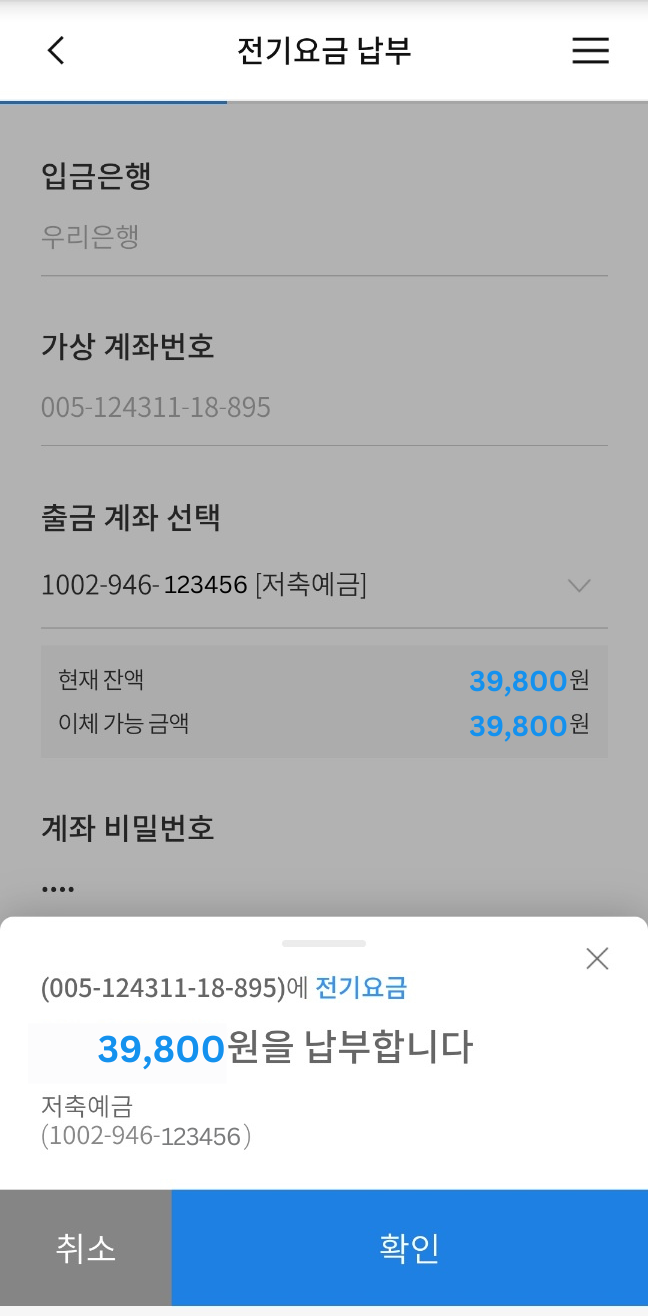 전기요금 납부
입금은행
우리은행
가상 계좌번호
005-124311-18-895
출금 계좌 선택
1002-946-123456 [저축예금]
현재 잔액 39,800원
이체 가능 금액 39,800원
계좌 비밀번호
••••
(005-124311-18-895)에 전기요금
39,800원을 납부합니다
저축예금
(1002-946-123456)
취소 확인